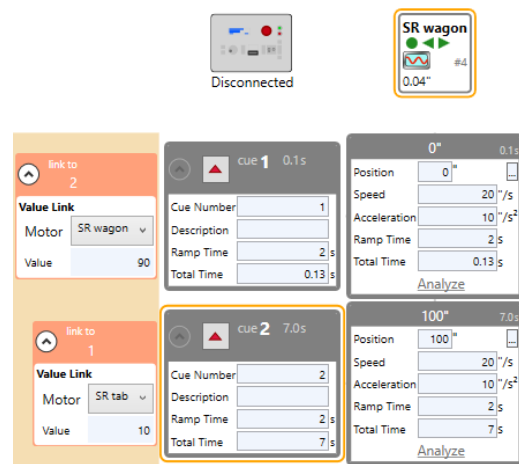 Disconnected
SR wagon
#4
0.04"
link to
2
Value Link
Motor SR wagon
Value 90
cue 1 0.1s
Cue Number 1
Description
Ramp Time 2 s
Total Time 0.13 s
0" 0.1s
Position 0 " ...
Speed 20 "/s
Acceleration 10 "/s²
Ramp Time 2 s
Total Time 0.13 s
Analyze
link to
1
Value Link
Motor SR tab
Value 10
cue 2 7.0s
Cue Number 2
Description
Ramp Time 2 s
Total Time 7 s
100" 7.0s
Position 100 " ...
Speed 20 "/s
Acceleration 10 "/s²
Ramp Time 2 s
Total Time 7 s
Analyze